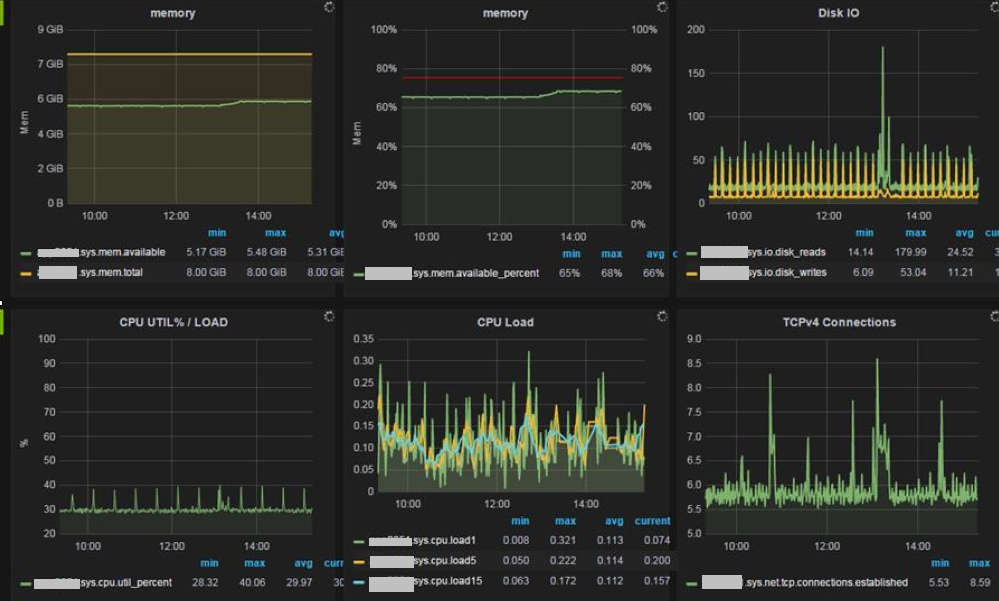 memory
9 GiB
7 GiB
6 GiB
4 GiB
2 GiB
0 B
Mem
10:00 12:00 14:00
min max avg
.sys.mem.available 5.17 GiB 5.48 GiB 5.31 GiB
.sys.mem.total 8.00 GiB 8.00 GiB 8.00 GiB
memory
100% 100%
80% 80%
60% 60%
40% 40%
20% 20%
0% 0%
Mem
10:00 12:00 14:00
min max avg c
.sys.mem.available_percent 65% 68% 66%
Disk IO
200
150
100
50
0
10:00 12:00 14:00
min max avg cur
sys.io.disk_reads 14.14 179.99 24.52
sys.io.disk_writes 6.09 53.04 11.21
CPU UTIL% / LOAD
100
90
80
70
60
50
40
30
20
%
10:00 12:00 14:00
min max avg curr
.sys.cpu.util_percent 28.32 40.06 29.97 30
CPU Load
0.35
0.30
0.25
0.20
0.15
0.10
0.05
0
10:00 12:00 14:00
min max avg current
.sys.cpu.load1 0.008 0.321 0.113 0.074
.sys.cpu.load5 0.050 0.222 0.114 0.200
.sys.cpu.load15 0.063 0.172 0.112 0.157
TCPv4 Connections
9.0
8.5
8.0
7.5
7.0
6.5
6.0
5.5
5.0
10:00 12:00 14:00
min max
.sys.net.tcp.connections.established 5.53 8.59